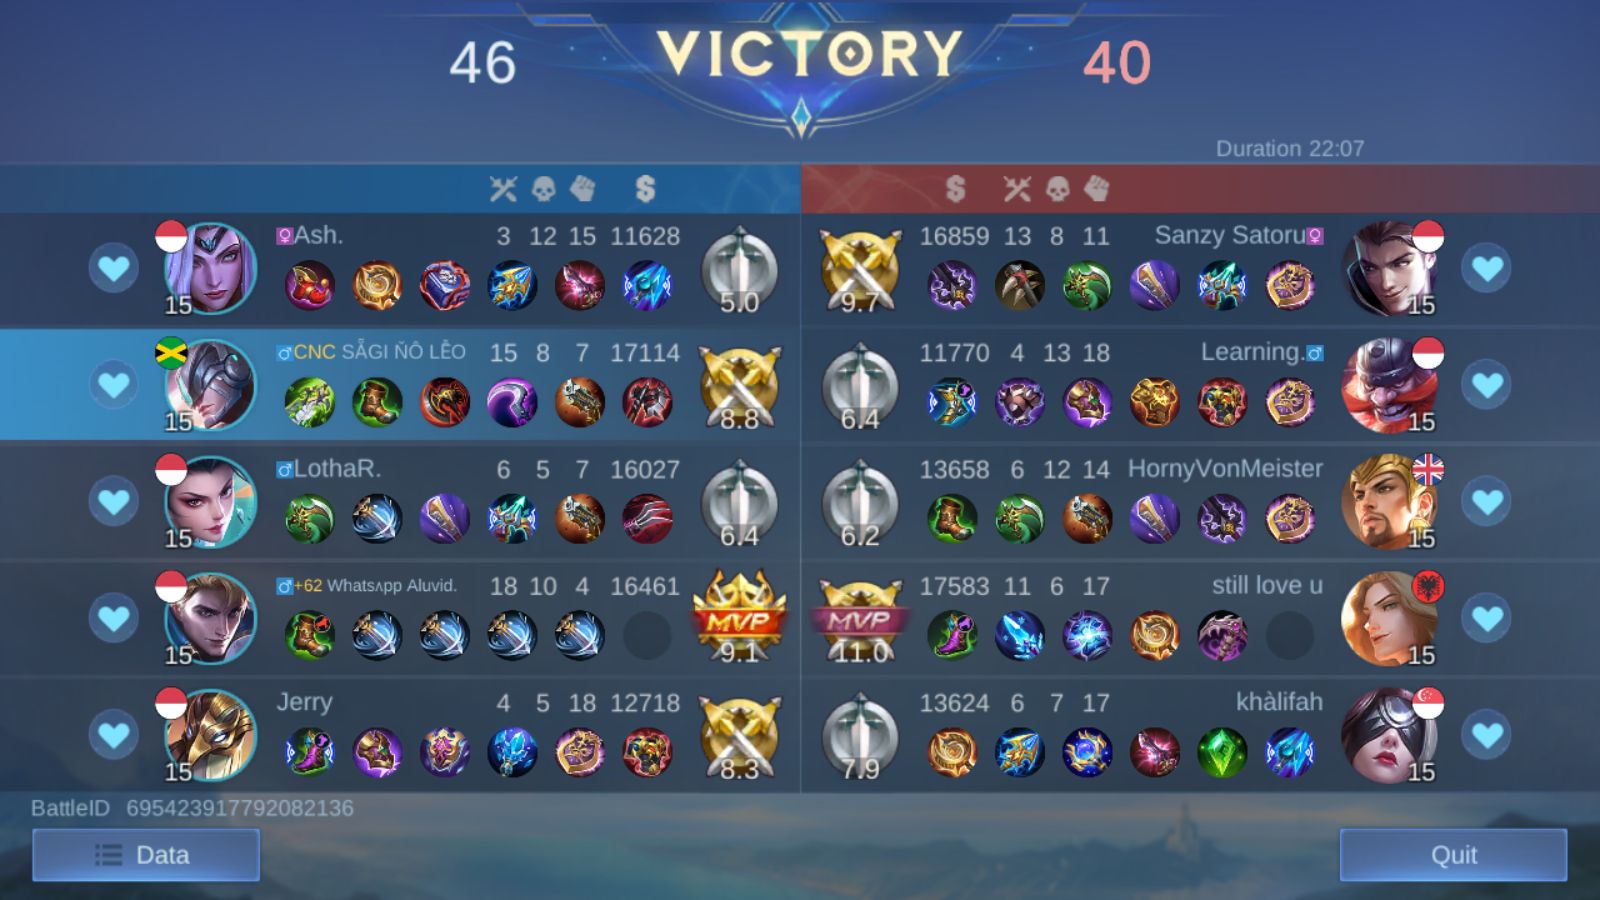 46 VICTORY 40
Duration 22:07
Ash. 3 12 15 11628
15 5.0
16859 13 8 11 Sanzy Satoru
9.7 15
CNC SẴGI ŇÔ LẺO 15 8 7 17114
15 8.8
11770 4 13 18 Learning.
6.4 15
LothaR. 6 5 7 16027
15 6.4
13658 6 12 14 HornyVonMeister
6.2 15
+62 Whatsʌpp Aluvid. 18 10 4 16461
MVP
15 9.1
17583 11 6 17 still love u
MVP
11.0 15
Jerry 4 5 18 12718
15 8.3
13624 6 7 17 khàlifah
7.9 15
BattleID 695423917792082136
Data
Quit